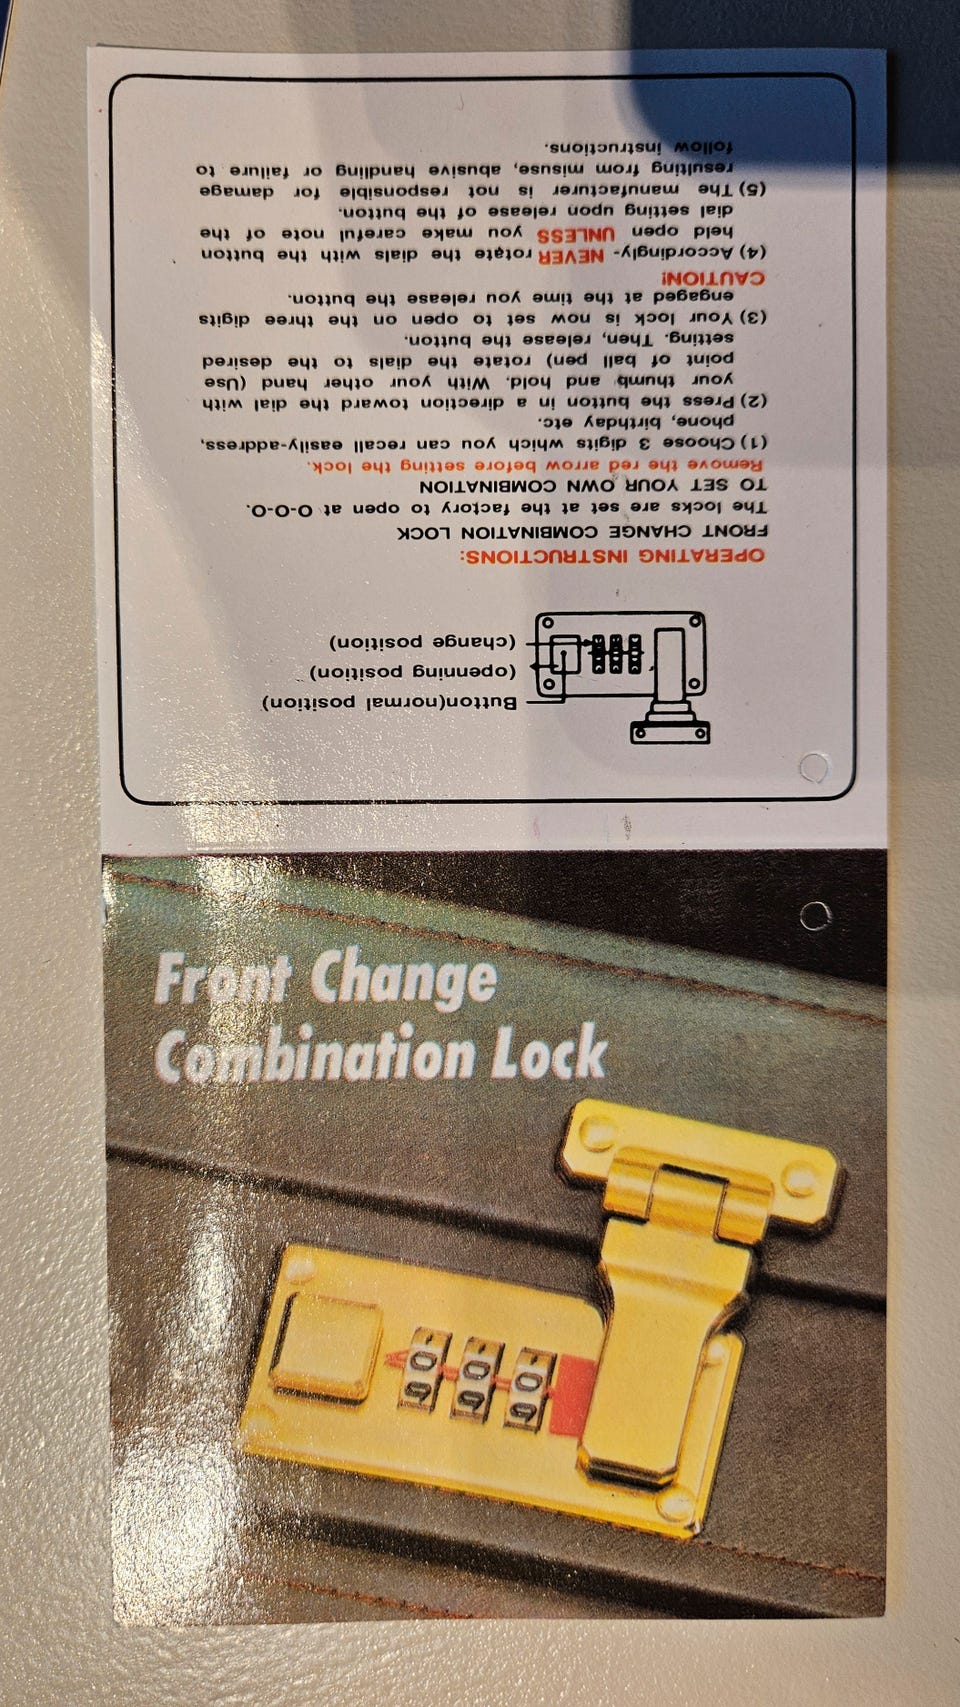 Front Change
Combination Lock
Button(normal position)
(openning position)
(change position)
OPERATING INSTRUCTIONS:
FRONT CHANGE COMBINATION LOCK
The locks are set at the factory to open at O-O-O.
TO SET YOUR OWN COMBINATION
Remove the red arrow before setting the lock.
(1) Choose 3 digits which you can recall easily-address,
phone, birthday etc.
(2) Press the button in a direction toward the dial with
your thumb and hold. With your other hand (Use
point of ball pen) rotate the dials to the desired
setting. Then, release the button.
(3) Your lock is now set to open on the three digits
engaged at the time you release the button.
CAUTION!
(4) Accordingly- NEVER rotate the dials with the button
held open UNLESS you make careful note of the
dial setting upon release of the button.
(5) The manufacturer is not responsible for damage
resulting from misuse, abusive handling or failure to
follow instructions.